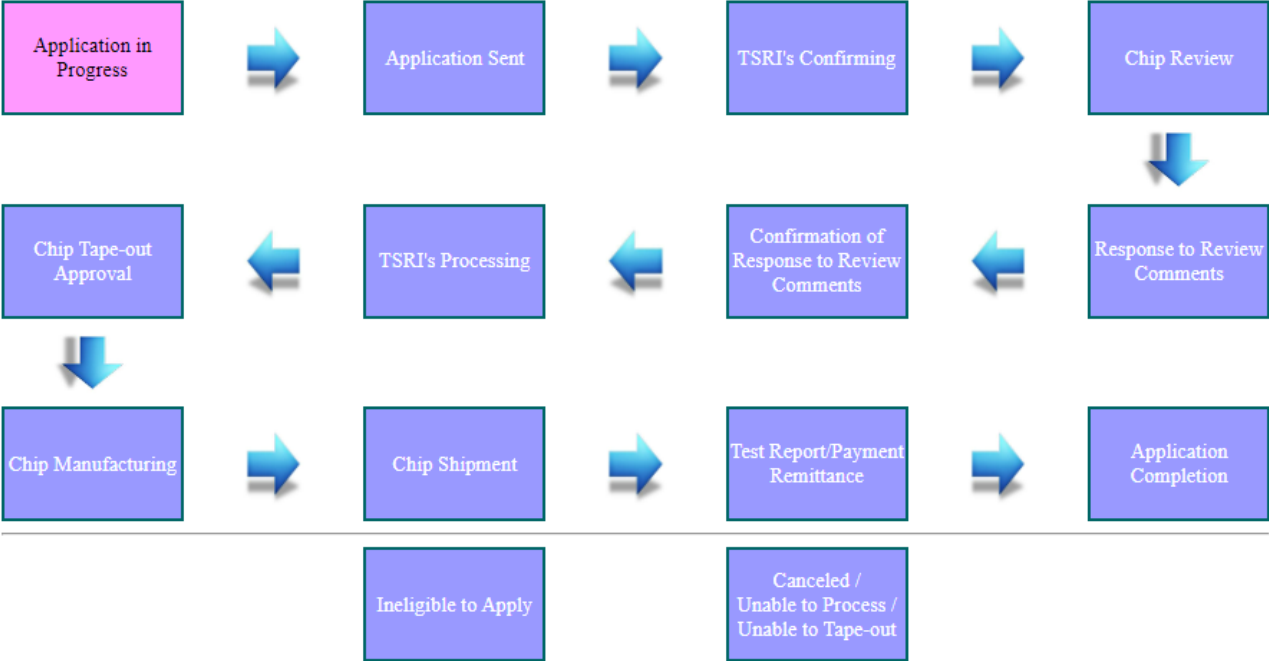 Application in
Progress
Application Sent
TSRI's Confirming
Chip Review
Response to Review
Comments
Confirmation of
Response to Review
Comments
TSRI's Processing
Chip Tape-out
Approval
Chip Manufacturing
Chip Shipment
Test Report/Payment
Remittance
Application
Completion
Ineligible to Apply
Canceled /
Unable to Process /
Unable to Tape-out